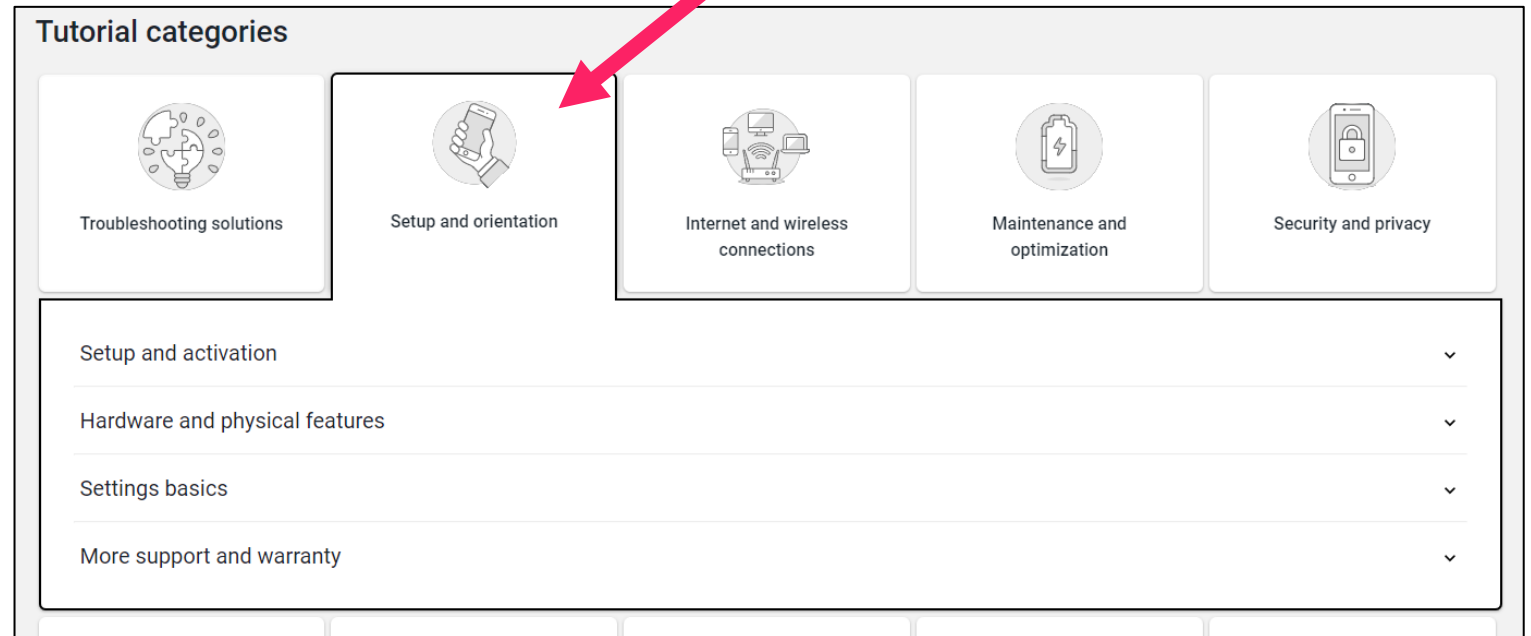 Tutorial categories
Troubleshooting solutions
Setup and orientation
Internet and wireless
connections
Maintenance and
optimization
Security and privacy
Setup and activation
Hardware and physical features
Settings basics
More support and warranty